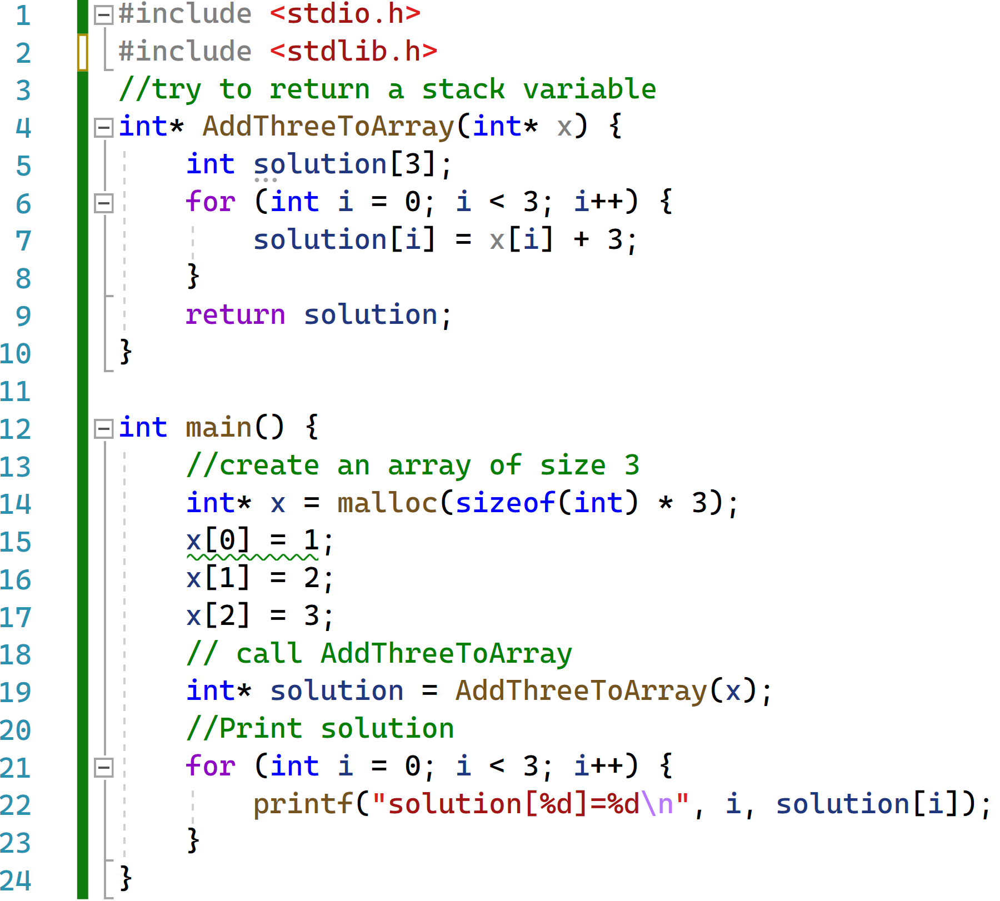 1 #include <stdio.h>
2 #include <stdlib.h>
3 //try to return a stack variable
4 int* AddThreeToArray(int* x) {
5     int solution[3];
6     for (int i = 0; i < 3; i++) {
7         solution[i] = x[i] + 3;
8     }
9     return solution;
10 }
11
12 int main() {
13     //create an array of size 3
14     int* x = malloc(sizeof(int) * 3);
15     x[0] = 1;
16     x[1] = 2;
17     x[2] = 3;
18     // call AddThreeToArray
19     int* solution = AddThreeToArray(x);
20     //Print solution
21     for (int i = 0; i < 3; i++) {
22         printf("solution[%d]=%d\n", i, solution[i]);
23     }
24 }